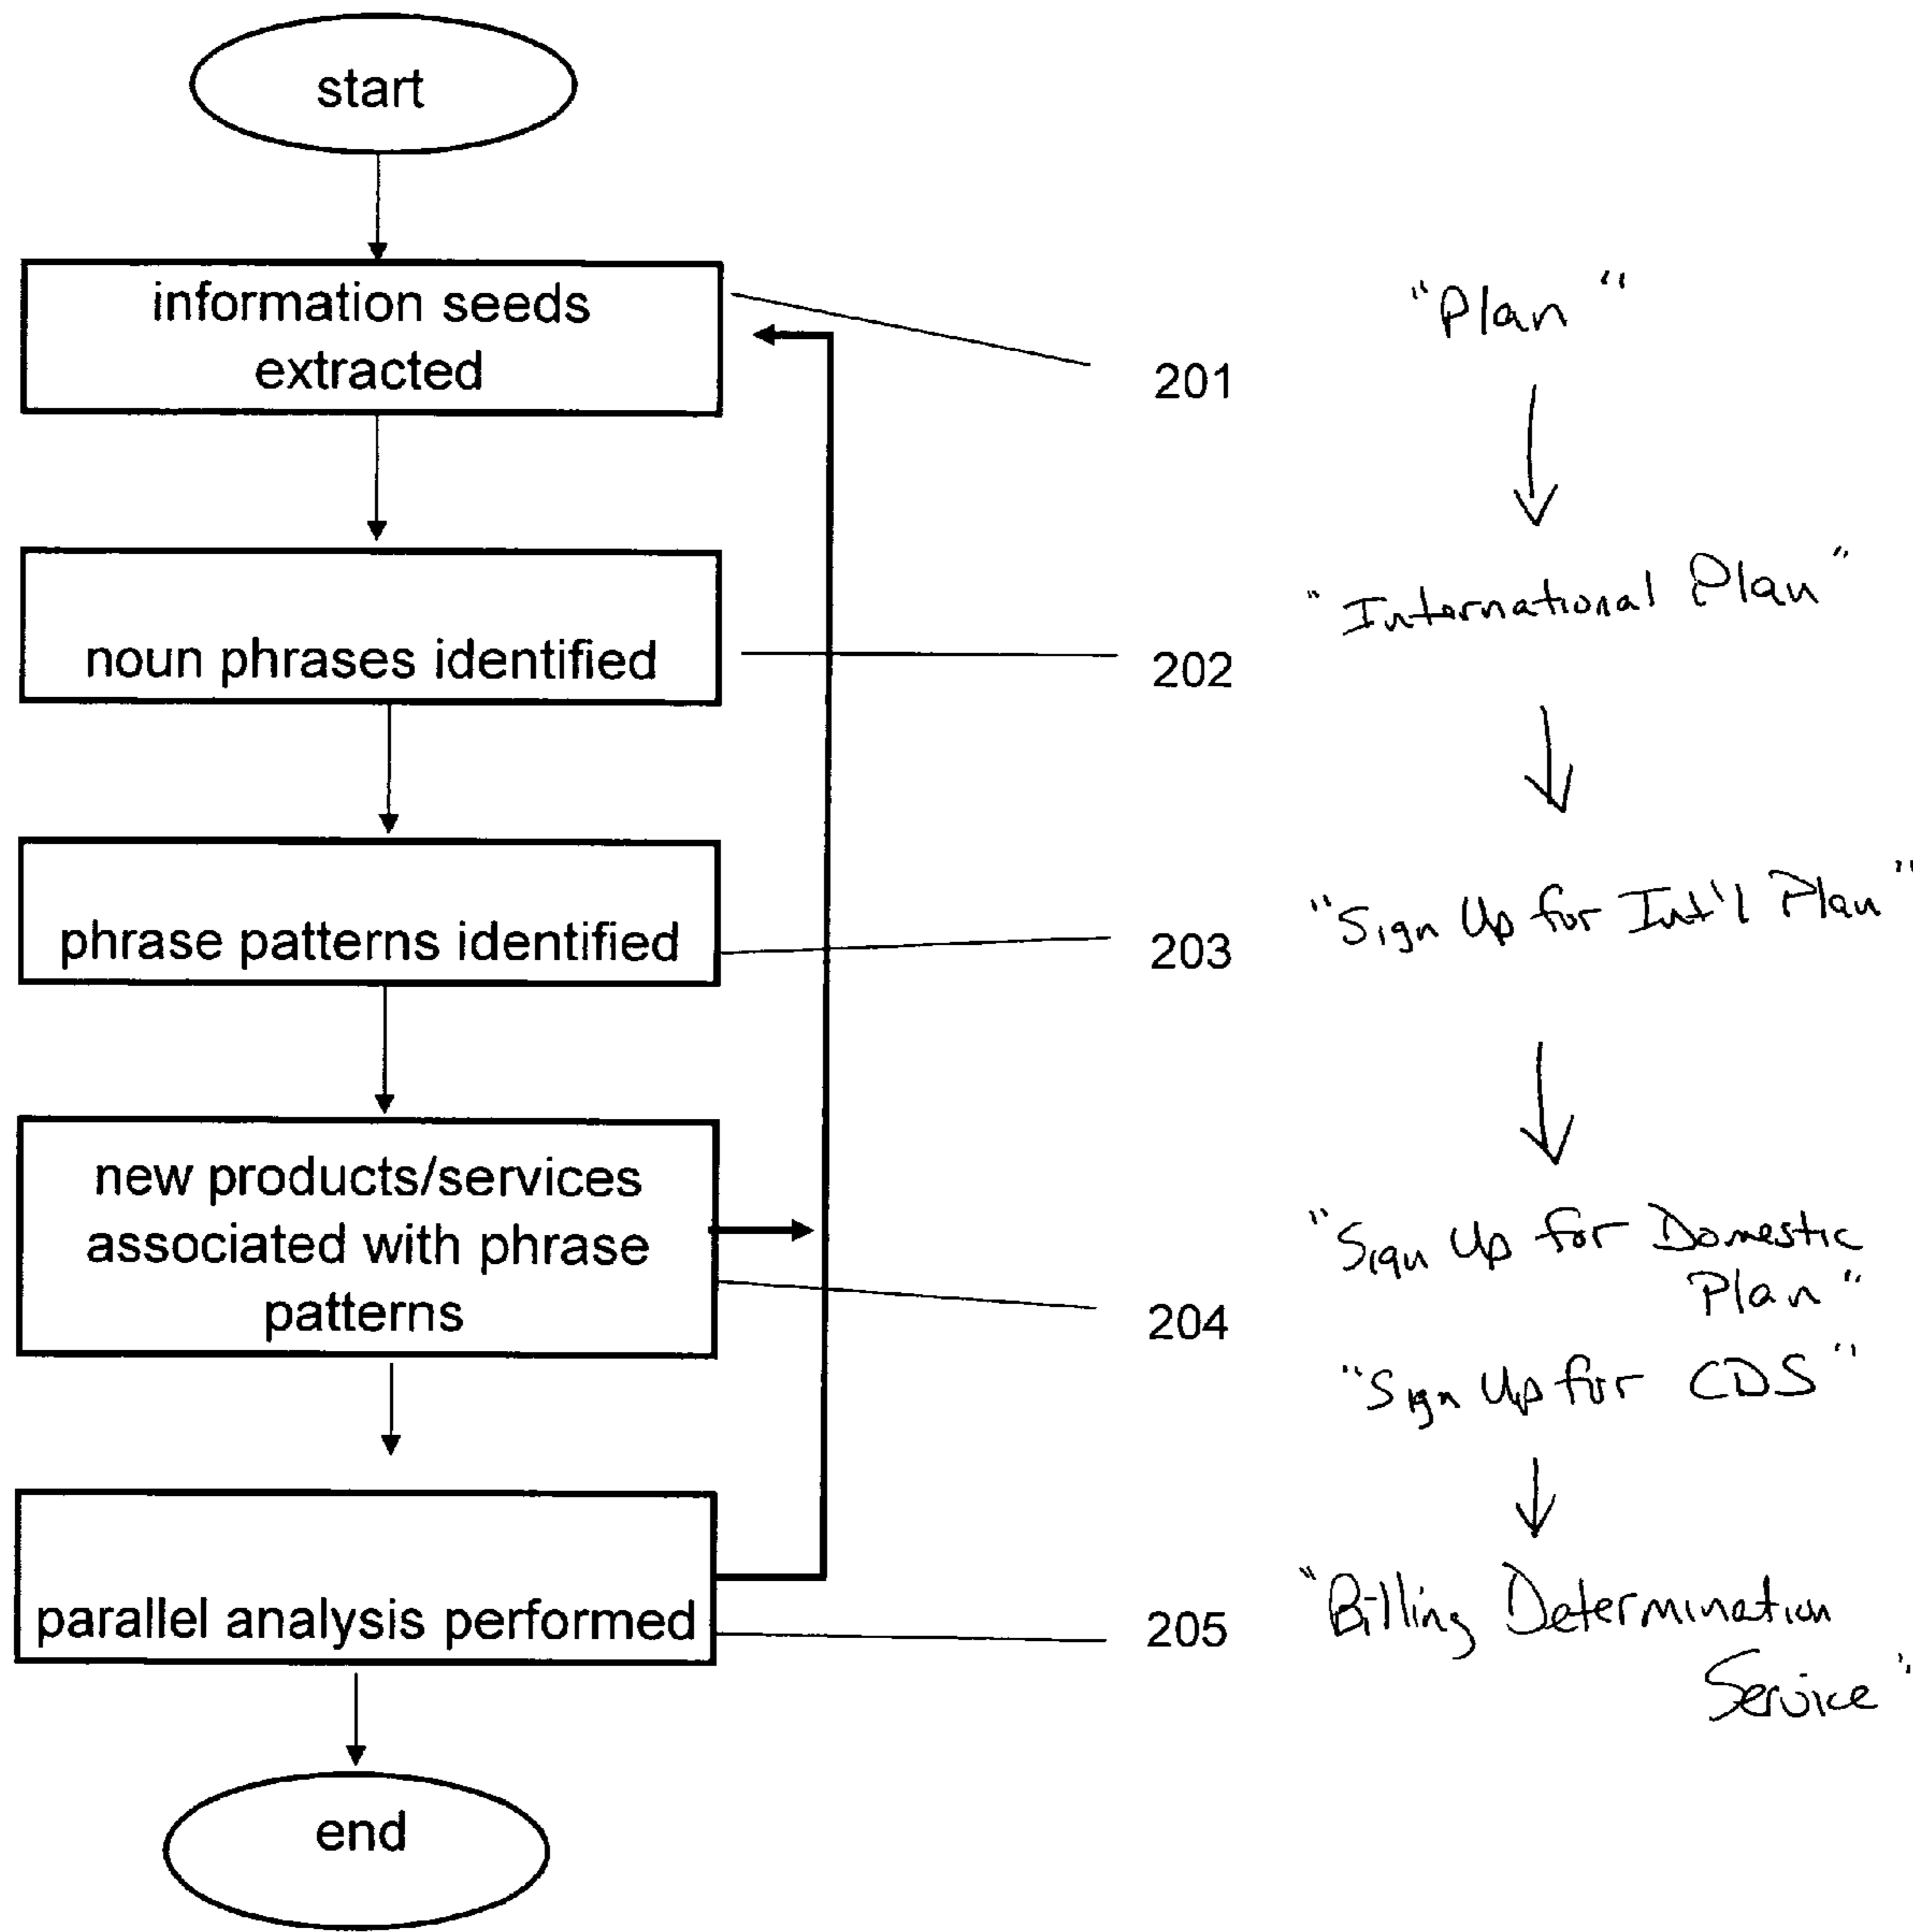 start
information seeds
extracted
201
"Plan"
noun phrases identified
202
"International Plan"
phrase patterns identified
203
"Sign Up for Int'l Plan"
new products/services
associated with phrase
patterns
204
"Sign Up for Domestic
Plan"
"Sign Up for CDS"
parallel analysis performed
205
"Billing Determination
Service"
end